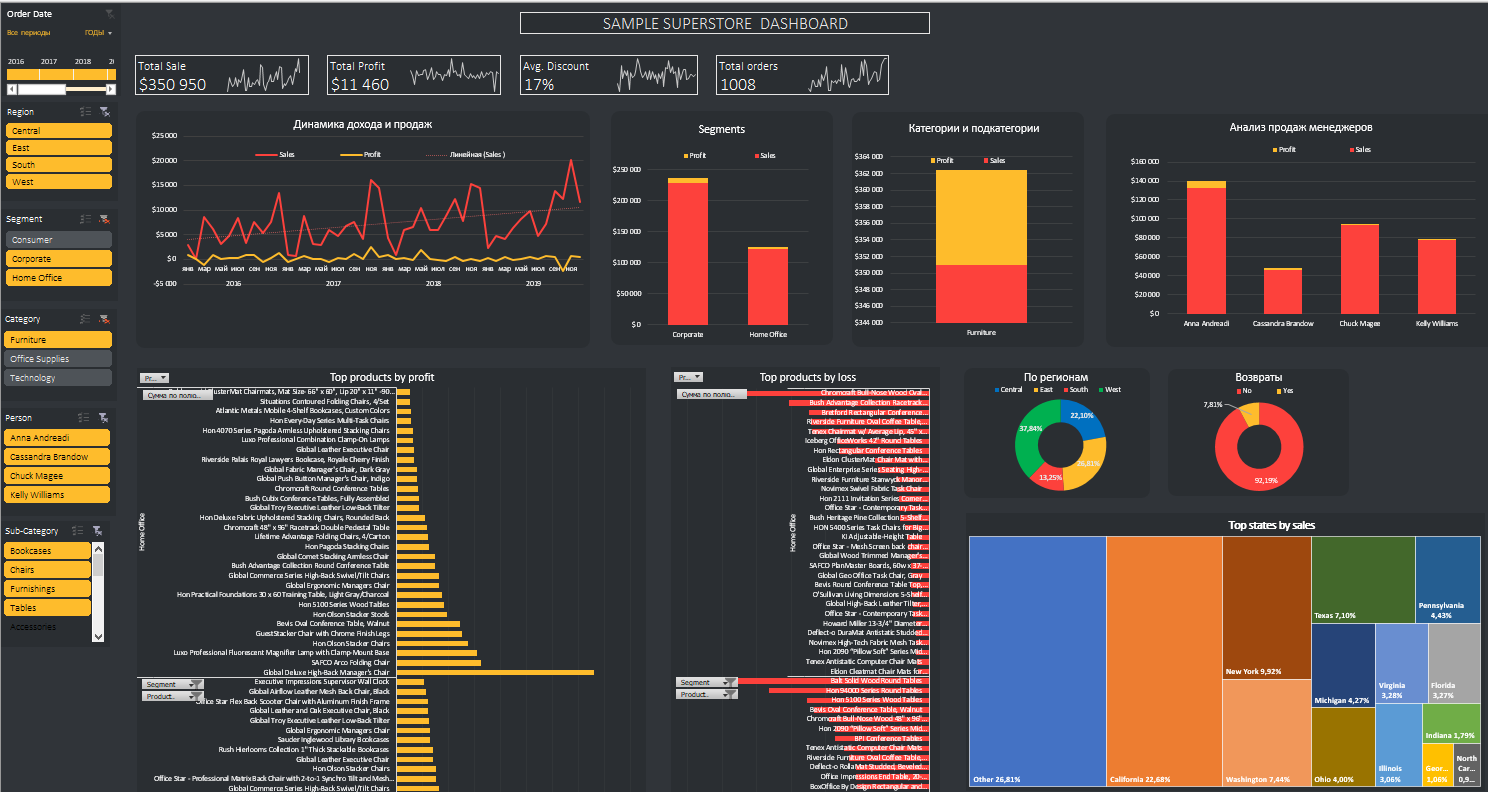 SAMPLE SUPERSTORE DASHBOARD
Order Date
Все периоды
ГОДЫ
2016
2017
2018
Region
Central
East
South
West
Segment
Consumer
Corporate
Home Office
Category
Furniture
Office Supplies
Technology
Person
Anna Andreadi
Cassandra Brandow
Chuck Magee
Kelly Williams
Sub-Category
Bookcases
Chairs
Furnishings
Tables
Accessories
Total Sale
$350 950
Total Profit
$11 460
Avg. Discount
17%
Total orders
1008
Динамика дохода и продаж
Sales
Profit
Линейная (Sales )
$25 000
$20 000
$15 000
$10 000
$5 000
$0
-$5 000
янв мар май июл сен ноя янв мар май июл сен ноя янв мар май июл сен ноя янв мар май июл сен ноя
2016
2017
2018
2019
Segments
Profit
Sales
$250 000
$200 000
$150 000
$100 000
$50 000
$0
Corporate
Home Office
Категории и подкатегории
Profit
Sales
$364 000
$362 000
$360 000
$358 000
$356 000
$354 000
$352 000
$350 000
$348 000
$346 000
$344 000
Furniture
Анализ продаж менеджеров
Profit
Sales
$160 000
$140 000
$120 000
$100 000
$80 000
$60 000
$40 000
$20 000
$0
Anna Andreadi
Cassandra Brandow
Chuck Magee
Kelly Williams
Top products by profit
Pr...
Сумма по полю...
ClusterMat Chairmats, Mat Size: 66" x 60", Lip 20" x 11" -90...
Situations Contoured Folding Chairs, 4/Set
Atlantic Metals Mobile 4-Shelf Bookcases, Custom Colors
Hon Every-Day Series Multi-Task Chairs
Hon 4070 Series Pagoda Armless Upholstered Stacking Chairs
Luxo Professional Combination Clamp-On Lamps
Global Leather Executive Chair
Riverside Palais Royal Lawyers Bookcase, Royale Cherry Finish
Global Fabric Manager's Chair, Dark Gray
Global Push Button Manager's Chair, Indigo
Chromcraft Round Conference Tables
Bush Cubix Conference Tables, Fully Assembled
Global Troy Executive Leather Low-Back Tilter
Hon Deluxe Fabric Upholstered Stacking Chairs, Rounded Back
Chromcraft 48" x 96" Racetrack Double Pedestal Table
Lifetime Advantage Folding Chairs, 4/Carton
Hon Pagoda Stacking Chairs
Global Comet Stacking Armless Chair
Bush Advantage Collection Round Conference Table
Global Commerce Series High-Back Swivel/Tilt Chairs
Global Ergonomic Managers Chair
Hon Practical Foundations 30 x 60 Training Table, Light Gray/Charcoal
Hon 5100 Series Wood Tables
Hon Olson Stacker Stools
Bevis Oval Conference Table, Walnut
GuestStacker Chair with Chrome Finish Legs
Hon Olson Stacker Chairs
Luxo Professional Fluorescent Magnifier Lamp with Clamp-Mount Base
SAFCO Arco Folding Chair
Global Deluxe High-Back Manager's Chair
Home Office
Executive Impressions Supervisor Wall Clock
Global Airflow Leather Mesh Back Chair, Black
Office Star Flex Back Scooter Chair with Aluminum Finish Frame
Global Leather and Oak Executive Chair, Black
Global Troy Executive Leather Low-Back Tilter
Global Ergonomic Managers Chair
Sauder Inglewood Library Bookcases
Rush Hierlooms Collection 1" Thick Stackable Bookcases
Global Leather Executive Chair
Hon Olson Stacker Chairs
Office Star - Professional Matrix Back Chair with 2-to-1 Synchro Tilt and Mesh...
Global Commerce Series High-Back Swivel/Tilt Chairs
Segment
Product..
Top products by loss
Pr...
Сумма по полю...
Chromcraft Bull-Nose Wood Oval...
Bush Advantage Collection Racetrack...
Bretford Rectangular Conference...
Riverside Furniture Oval Coffee Table,...
Tenex Chairmat w/ Average Lip, 45" x...
Iceberg OfficeWorks 42" Round Tables
Hon Rectangular Conference Tables
Eldon ClusterMat Chair Mat with...
Global Enterprise Series Seating High-...
Riverside Furniture Stanwyck Manor...
Novimex Swivel Fabric Task Chair
Hon 2111 Invitation Series Corner...
Office Star - Contemporary Task...
Bush Heritage Pine Collection 5-Shelf...
HON 5400 Series Task Chairs for Big...
KI Adjustable-Height Table
Office Star - Mesh Screen back chair...
Global Wood Trimmed Manager's...
SAFCO PlanMaster Boards, 60w x 37-...
Global Geo Office Task Chair, Gray
Bevis Round Conference Table Top,...
O'Sullivan Living Dimensions 5-Shelf...
Global High-Back Leather Tilter,...
Office Star - Contemporary Task...
Howard Miller 13-3/4" Diameter...
Deflect-o DuraMat Antistatic Studded...
Novimex High-Tech Fabric Mesh Task...
Hon 2090 "Pillow Soft" Series Mid...
Tenex Antistatic Computer Chair Mats
Eldon Cleatmat Chair Mats for...
Home Office
Balt Solid Wood Round Tables
Hon 94000 Series Round Tables
Hon 5100 Series Wood Tables
Bevis Oval Conference Table, Walnut
Chromcraft Bull-Nose Wood 48" x 96"...
Hon 2090 "Pillow Soft" Series Mid...
BPI Conference Tables
Tenex Antistatic Computer Chair Mats
Riverside Furniture Oval Coffee Table,...
Deflect-o RollaMat Studded, Beveled...
Office Impressions End Table, 20-...
BoxOffice By Design Rectangular and...
Segment
Product..
По регионам
Central
East
South
West
22,10%
26,81%
13,25%
37,84%
Возвраты
No
Yes
7,81%
92,19%
Top states by sales
Other 26,81%
California 22,68%
New York 9,92%
Washington 7,44%
Texas 7,10%
Pennsylvania
4,43%
Michigan 4,27%
Ohio 4,00%
Virginia
3,28%
Florida
3,27%
Illinois
3,06%
Indiana 1,79%
Geor...
1,06%
North
Car...
0,9...